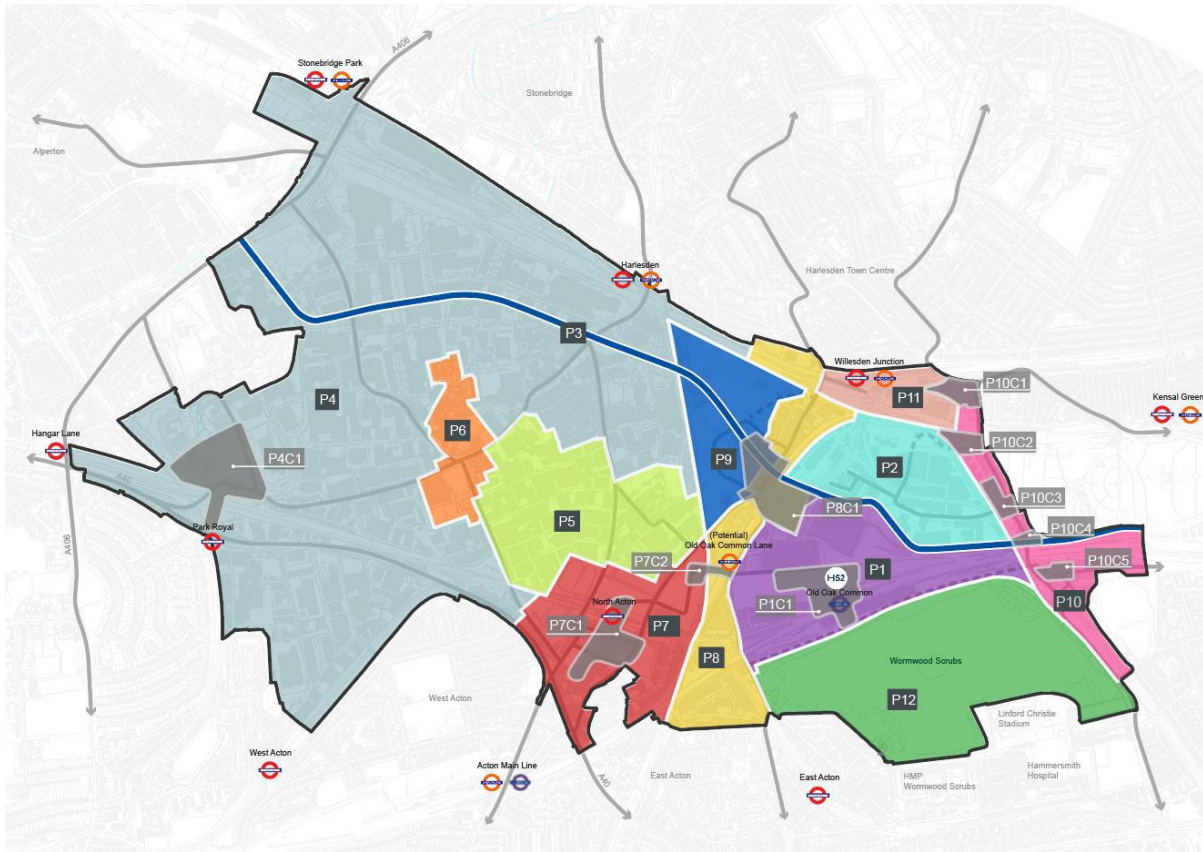 A406
Stonebridge Park
Stonebridge
Alperton
Harlesden
Harlesden Town Centre
P3
Willesden Junction
P10C1
P11
Kensal Green
P4
P6
Hangar Lane
P10C2
P4C1
P9
P2
A40
P10C3
P8C1
P5
Park Royal
(Potential)
Old Oak Common Lane
P10C4
A406
P7C2
P10C5
P1
HS2
P1C1
Old Oak Common
North Acton
P10
P7C1
P7
P8
Wormwood Scrubs
P12
West Acton
Linford Christie
Stadium
West Acton
Acton Main Line
A40
East Acton
East Acton
HMP
Wormwood Scrubs
Hammersmith
Hospital